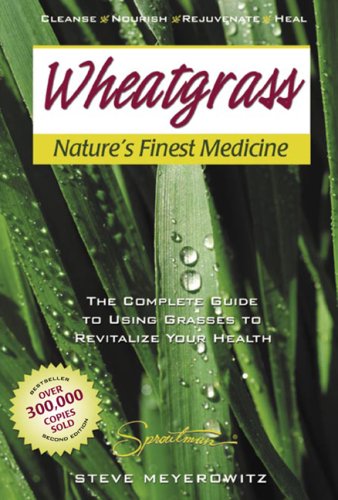 CLEANSE NOURISH REJUVENATE HEAL
Wheatgrass
Nature's Finest Medicine
THE COMPLETE GUIDE
TO USING GRASSES TO
REVITALIZE YOUR HEALTH
BESTSELLER
OVER
300,000
COPIES
SOLD
SECOND EDITION
Sproutman®
STEVE MEYEROWITZ